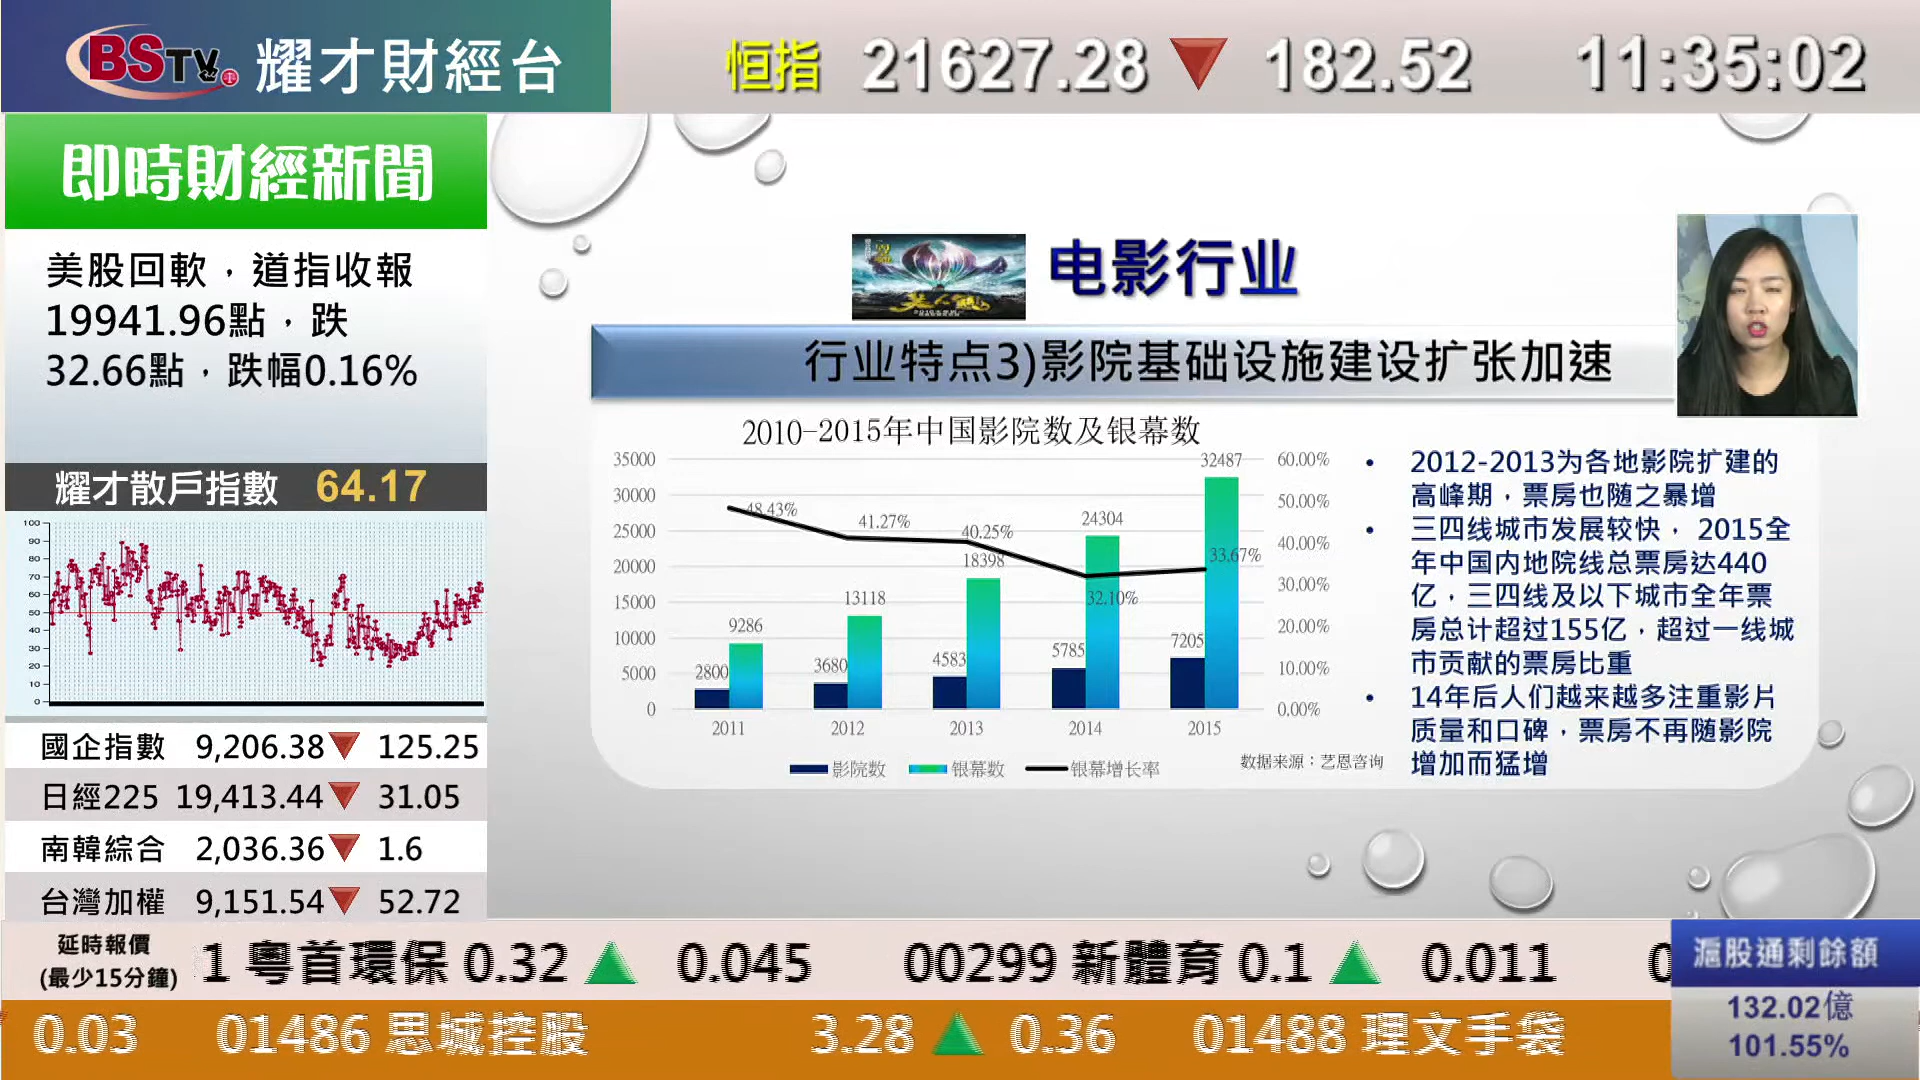 BSTV 耀才財經台
恒指 21627.28 ▼ 182.52 11:35:02
即時財經新聞
美股回軟，道指收報
19941.96點，跌
32.66點，跌幅0.16%
耀才散戶指數 64.17
100
90
80
70
60
50
40
30
20
10
0
國企指數 9,206.38 ▼ 125.25
日經225 19,413.44 ▼ 31.05
南韓綜合 2,036.36 ▼ 1.6
台灣加權 9,151.54 ▼ 52.72
电影行业
行业特点3)影院基础设施建设扩张加速
2010-2015年中国影院数及银幕数
35000
30000
25000
20000
15000
10000
5000
0
60.00%
50.00%
40.00%
30.00%
20.00%
10.00%
0.00%
48.43%
41.27%
40.25%
32.10%
33.67%
2800
9286
3680
13118
4583
18398
5785
24304
7205
32487
2011 2012 2013 2014 2015
影院数 银幕数 银幕增长率
数据来源：艺恩咨询
• 2012-2013为各地影院扩建的
高峰期，票房也随之暴增
• 三四线城市发展较快， 2015全
年中国内地院线总票房达440
亿，三四线及以下城市全年票
房总计超过155亿，超过一线城
市贡献的票房比重
• 14年后人们越来越多注重影片
质量和口碑，票房不再随影院
增加而猛增
延時報價
(最少15分鐘)
1 粵首環保 0.32 ▲ 0.045 00299 新體育 0.1 ▲ 0.011
0.03 01486 思城控股 3.28 ▲ 0.36 01488 理文手袋
滬股通剩餘額
132.02億
101.55%